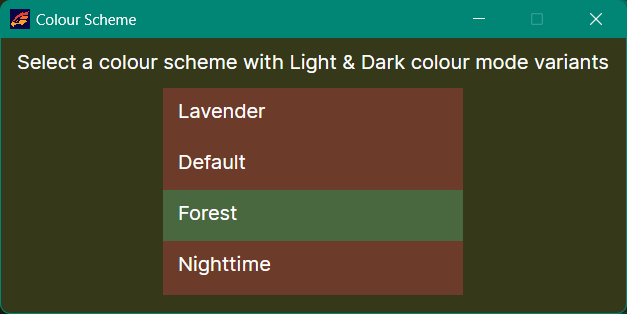 Colour Scheme
Select a colour scheme with Light & Dark colour mode variants
Lavender
Default
Forest
Nighttime